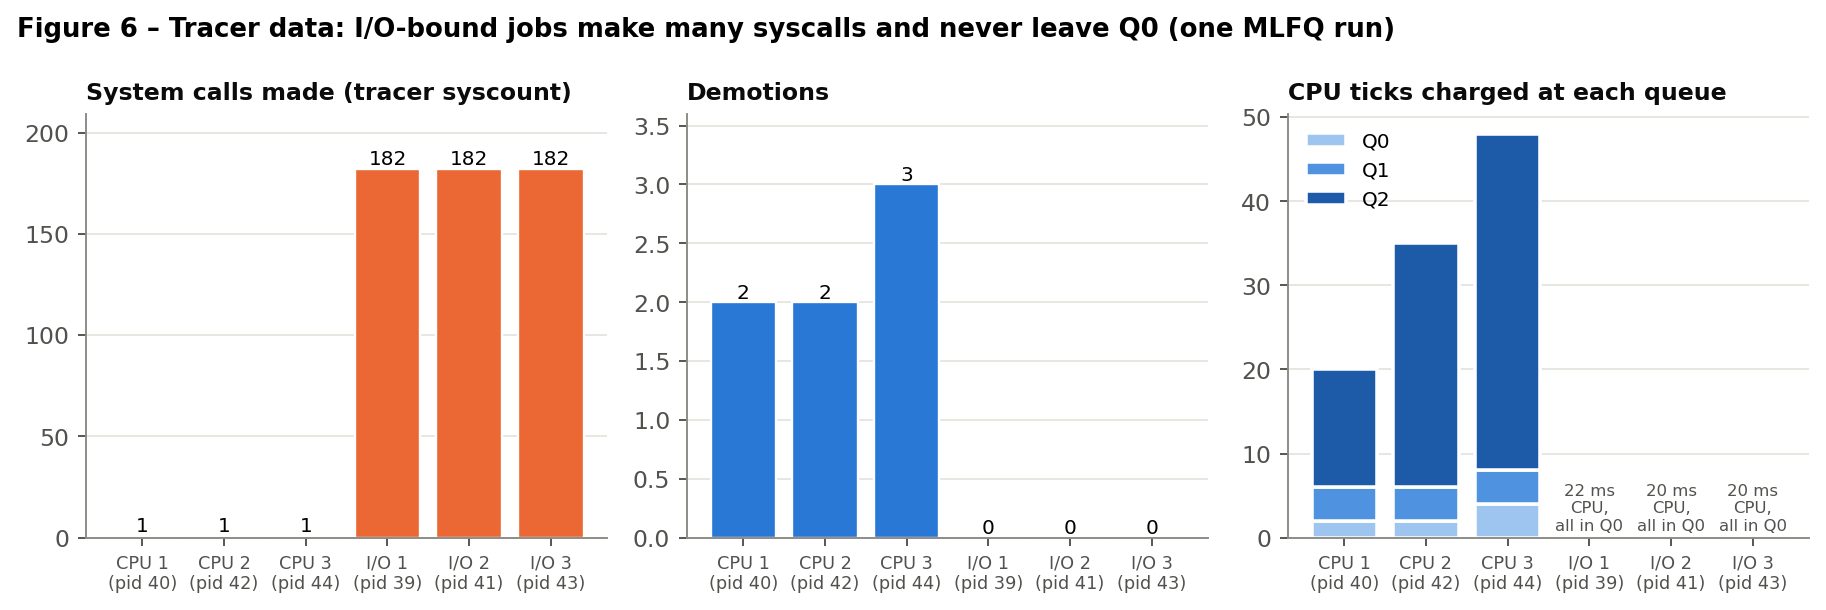 Figure 6 – Tracer data: I/O-bound jobs make many syscalls and never leave Q0 (one MLFQ run)
System calls made (tracer syscount)
200
150
100
50
0
1
1
1
182
182
182
CPU 1
(pid 40)
CPU 2
(pid 42)
CPU 3
(pid 44)
I/O 1
(pid 39)
I/O 2
(pid 41)
I/O 3
(pid 43)
Demotions
3.5
3.0
2.5
2.0
1.5
1.0
0.5
0.0
2
2
3
0
0
0
CPU 1
(pid 40)
CPU 2
(pid 42)
CPU 3
(pid 44)
I/O 1
(pid 39)
I/O 2
(pid 41)
I/O 3
(pid 43)
CPU ticks charged at each queue
50
40
30
20
10
0
Q0
Q1
Q2
22 ms
CPU,
all in Q0
20 ms
CPU,
all in Q0
20 ms
CPU,
all in Q0
CPU 1
(pid 40)
CPU 2
(pid 42)
CPU 3
(pid 44)
I/O 1
(pid 39)
I/O 2
(pid 41)
I/O 3
(pid 43)